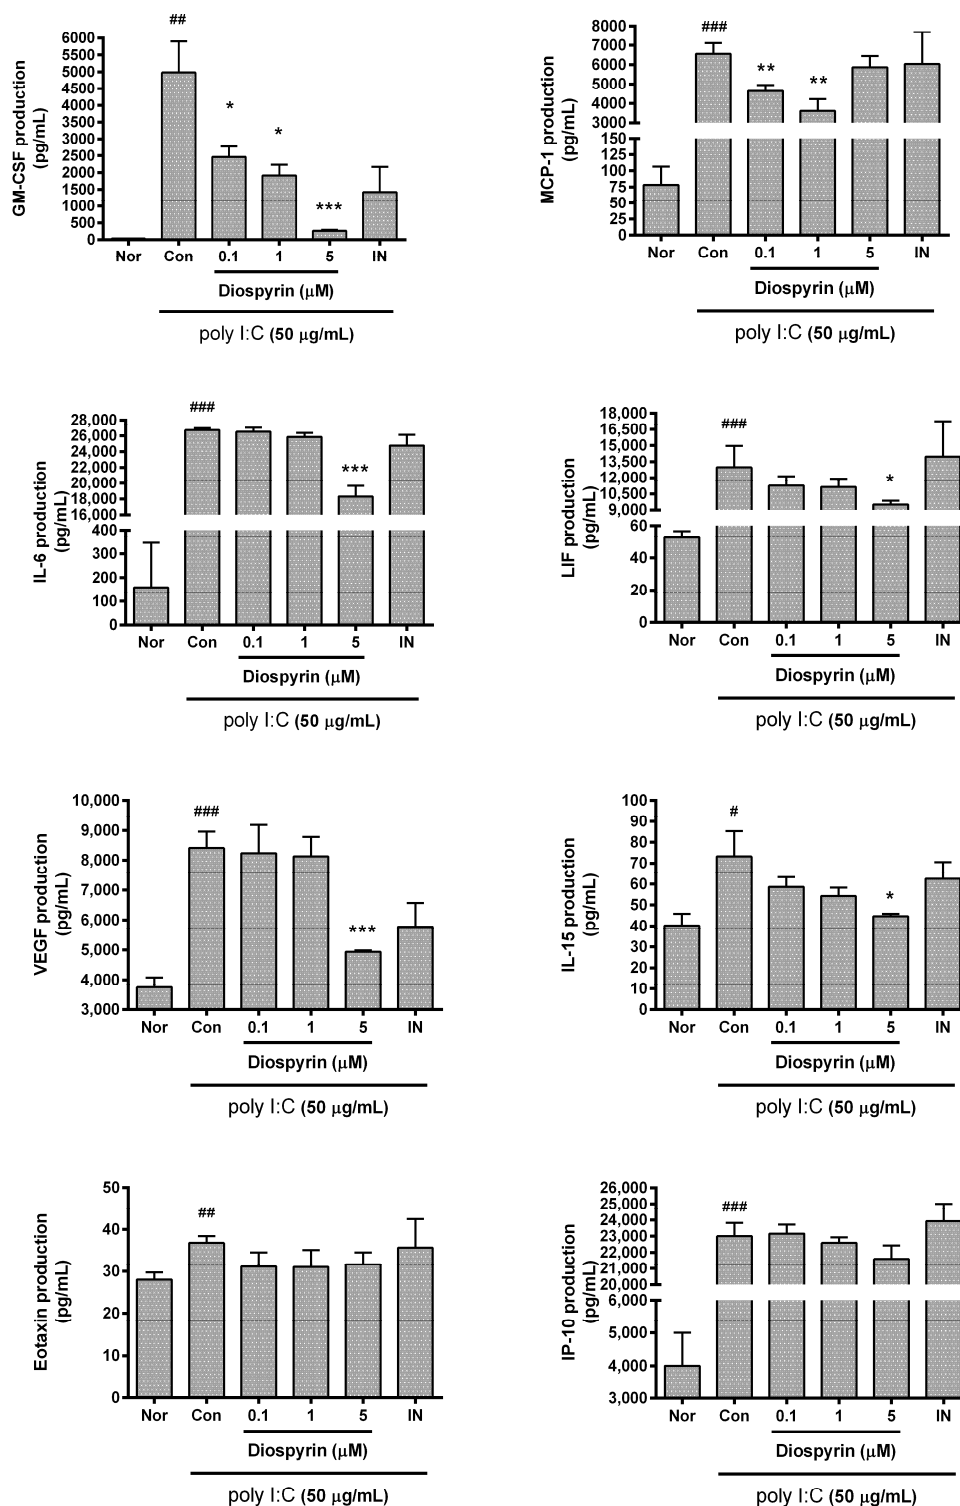 ##
6000
5000
4000
3000
2500
2000
1500
1000
500
0
GM-CSF production
(pg/mL)
*
*
***
Nor Con 0.1 1 5 IN
Diospyrin (μM)
poly I:C (50 μg/mL)
###
8000
7000
6000
5000
4000
3000
150
125
100
75
50
25
0
MCP-1 production
(pg/mL)
**
**
Nor Con 0.1 1 5 IN
Diospyrin (μM)
poly I:C (50 μg/mL)
###
28,000
26,000
24,000
22,000
20,000
18,000
16,000
400
300
200
100
0
IL-6 production
(pg/mL)
***
Nor Con 0.1 1 5 IN
Diospyrin (μM)
poly I:C (50 μg/mL)
###
18,000
16,500
15,000
13,500
12,000
10,500
9,000
60
40
20
0
LIF production
(pg/mL)
*
Nor Con 0.1 1 5 IN
Diospyrin (μM)
poly I:C (50 μg/mL)
###
10,000
9,000
8,000
7,000
6,000
5,000
4,000
3,000
VEGF production
(pg/mL)
***
Nor Con 0.1 1 5 IN
Diospyrin (μM)
poly I:C (50 μg/mL)
#
100
90
80
70
60
50
40
30
20
10
0
IL-15 production
(pg/mL)
*
Nor Con 0.1 1 5 IN
Diospyrin (μM)
poly I:C (50 μg/mL)
##
50
40
30
20
10
0
Eotaxin production
(pg/mL)
Nor Con 0.1 1 5 IN
Diospyrin (μM)
poly I:C (50 μg/mL)
###
26,000
25,000
24,000
23,000
22,000
21,000
20,000
6,000
5,000
4,000
3,000
IP-10 production
(pg/mL)
Nor Con 0.1 1 5 IN
Diospyrin (μM)
poly I:C (50 μg/mL)